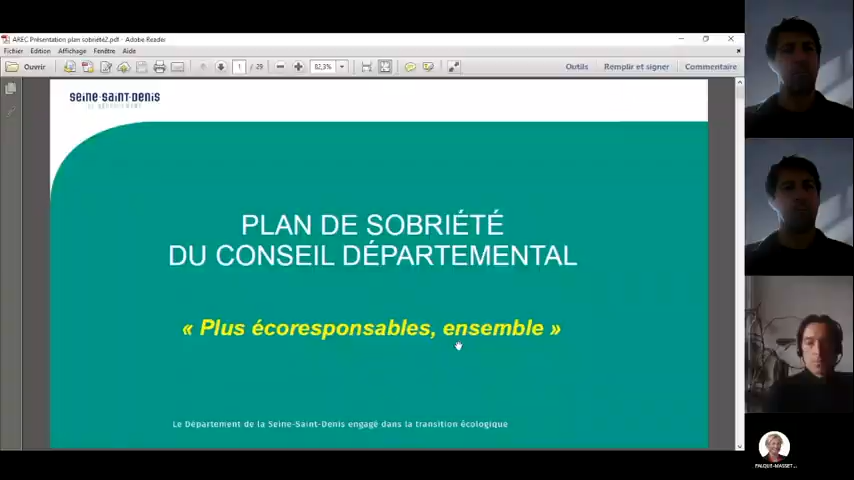 AREC Présentation plan sobriété2.pdf - Adobe Reader
Fichier Edition Affichage Fenêtre Aide
Ouvrir
1 / 29
82,3%
Outils
Remplir et signer
Commentaire
seine-saint-denis
LE DÉPARTEMENT
PLAN DE SOBRIÉTÉ
DU CONSEIL DÉPARTEMENTAL
« Plus écoresponsables, ensemble »
Le Département de la Seine-Saint-Denis engagé dans la transition écologique